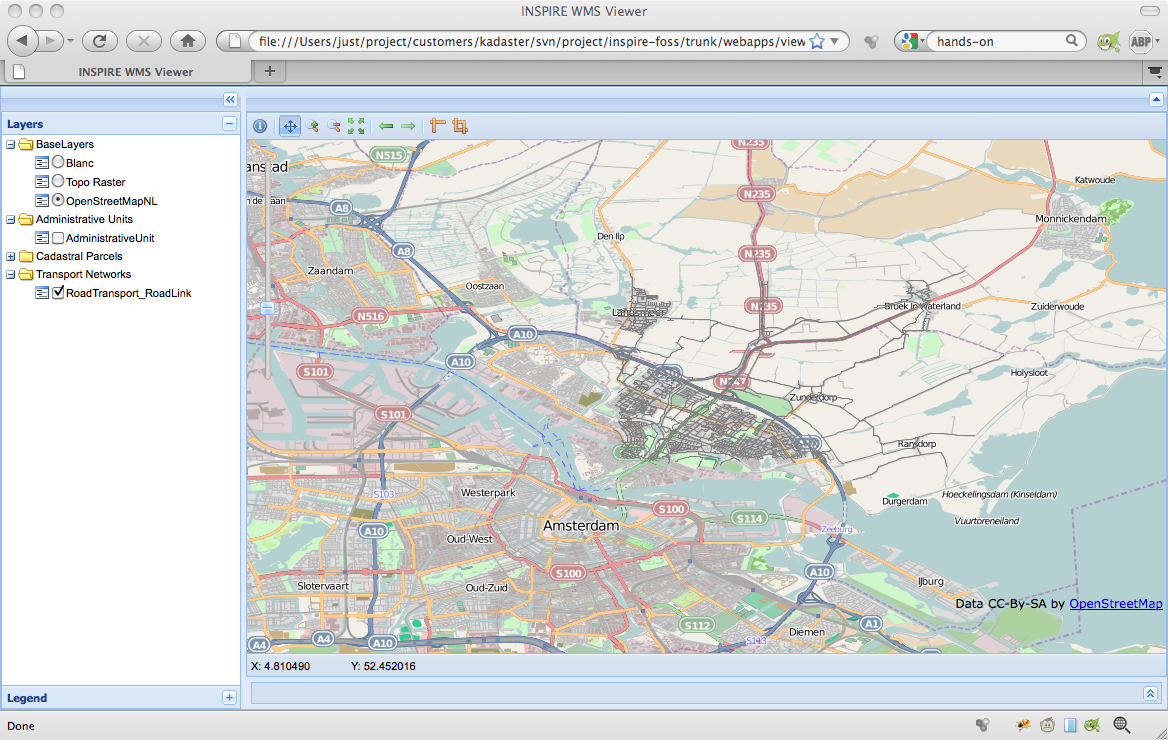 INSPIRE WMS Viewer
file:///Users/just/project/customers/kadaster/svn/project/inspire-foss/trunk/webapps/view
hands-on
ABP
INSPIRE WMS Viewer
Layers
BaseLayers
Blanc
Topo Raster
OpenStreetMapNL
Administrative Units
AdministrativeUnit
Cadastral Parcels
Transport Networks
RoadTransport_RoadLink
Legend
N515
N235
anstad
Katwoude
N235
n de Zaan
A8
Monnickendam
Den Ilp
A8
N235
Zaandam
Oostzaan
Landsmeer
N235
Broek in Waterland
Zuiderwoude
N516
A10
A10
S101
N247
Holysloot
Zunderdorp
S101
Ransdorp
Westerpark
S103
Durgerdam
Hoeckelingsdam (Kinseldam)
S100
S114
Vuurtoreneiland
A10
Amsterdam
Zeeburg
Oud-West
S100
A10
IJburg
Slotervaart
Oud-Zuid
Data CC-By-SA by OpenStreetMap
S112
A1
Diemen
A4
A4
A10
S113
X: 4.810490
Y: 52.452016
Done